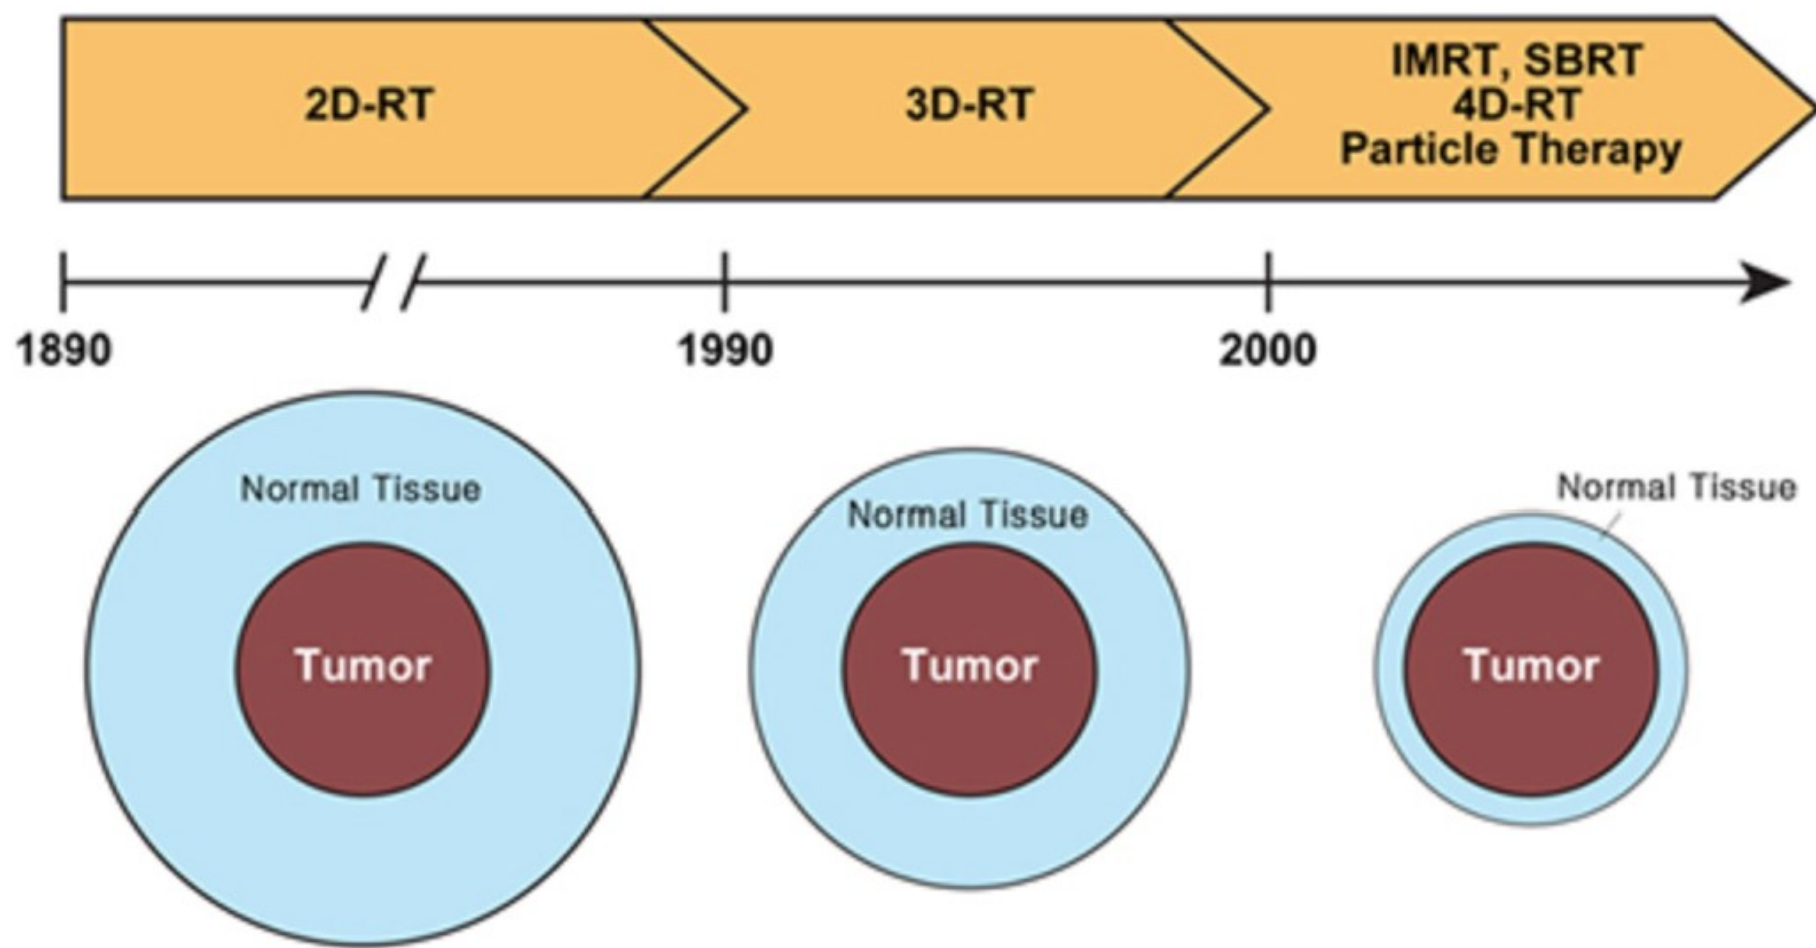 2D-RT
3D-RT
IMRT, SBRT
4D-RT
Particle Therapy
1890
1990
2000
Normal Tissue
Tumor
Normal Tissue
Tumor
Normal Tissue
Tumor